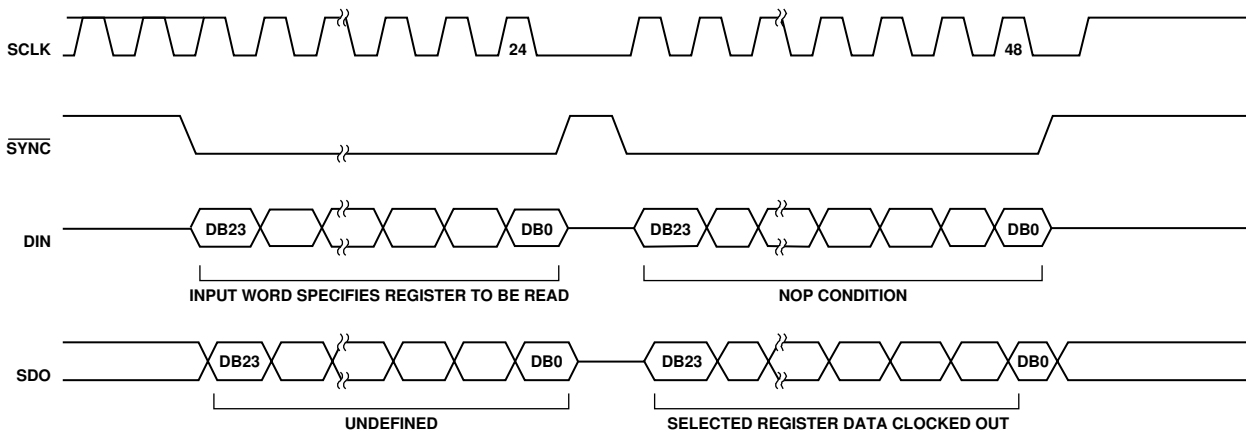 SCLK
24
48
SYNC
DIN
DB23
DB0
DB23
DB0
INPUT WORD SPECIFIES REGISTER TO BE READ
NOP CONDITION
SDO
DB23
DB0
DB23
DB0
UNDEFINED
SELECTED REGISTER DATA CLOCKED OUT